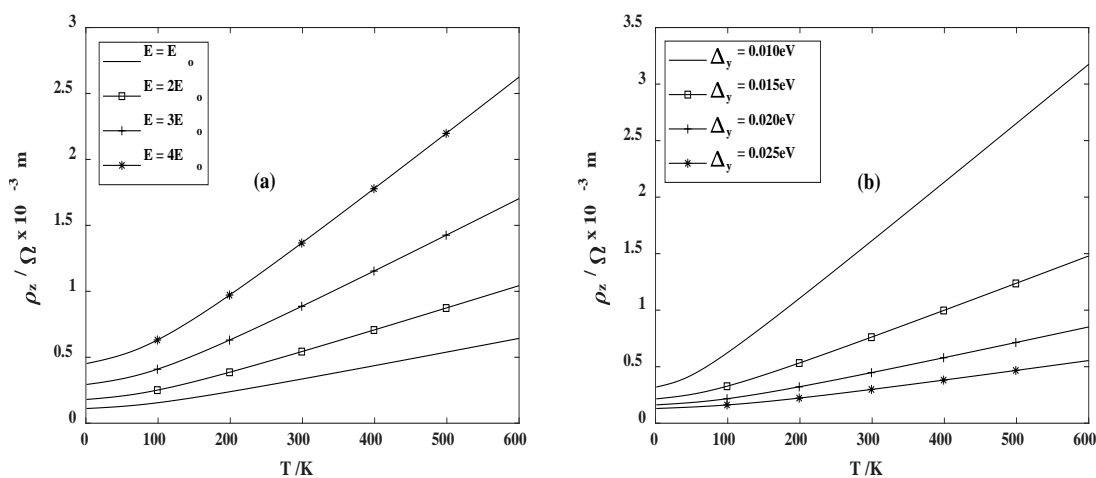 3
2.5
2
1.5
1
0.5
0
0 100 200 300 400 500 600
T /K
ρz / Ω x 10 -3 m
E = E o
E = 2E o
E = 3E o
E = 4E o
(a)
3.5
3
3.5
2
1.5
1
0.5
0
0 100 200 300 400 500 600
T /K
ρz / Ω x 10 -3 m
Δy = 0.010eV
Δy = 0.015eV
Δy = 0.020eV
Δy = 0.025eV
(b)